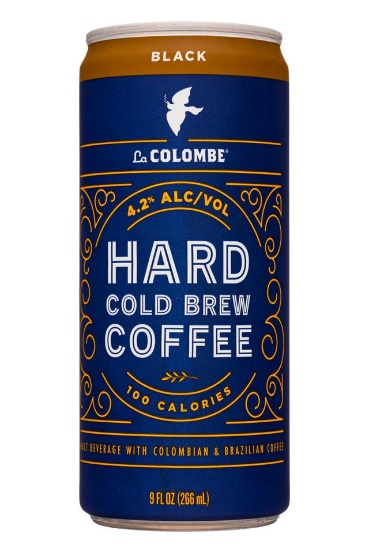 BLACK
La COLOMBE®
4.2% ALC/VOL
HARD
COLD BREW
COFFEE
100 CALORIES
BEVERAGE WITH COLOMBIAN & BRAZILIAN COFFEE
9 FL OZ (266 mL)